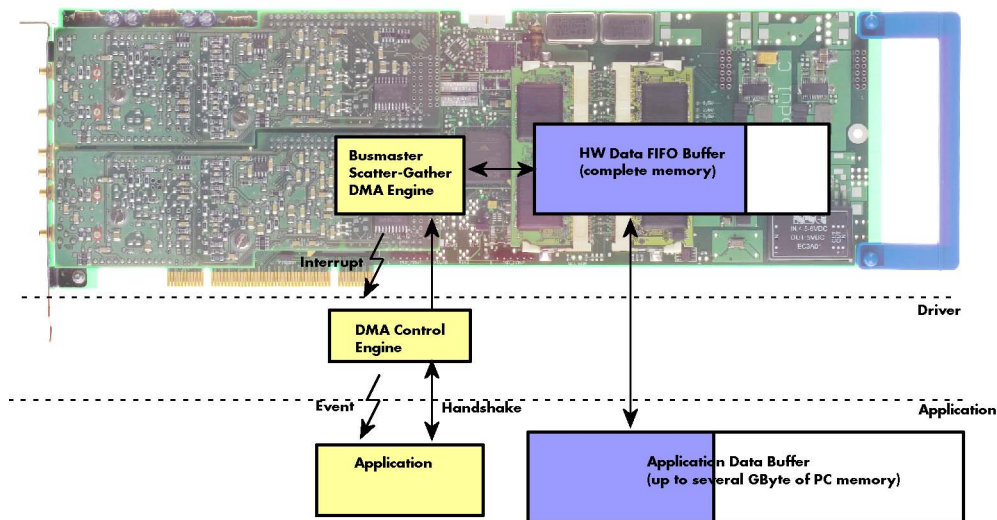 Busmaster
Scatter-Gather
DMA Engine
HW Data FIFO Buffer
(complete memory)
Interrupt
Driver
DMA Control
Engine
Event
Handshake
Application
Application
Application Data Buffer
(up to several GByte of PC memory)